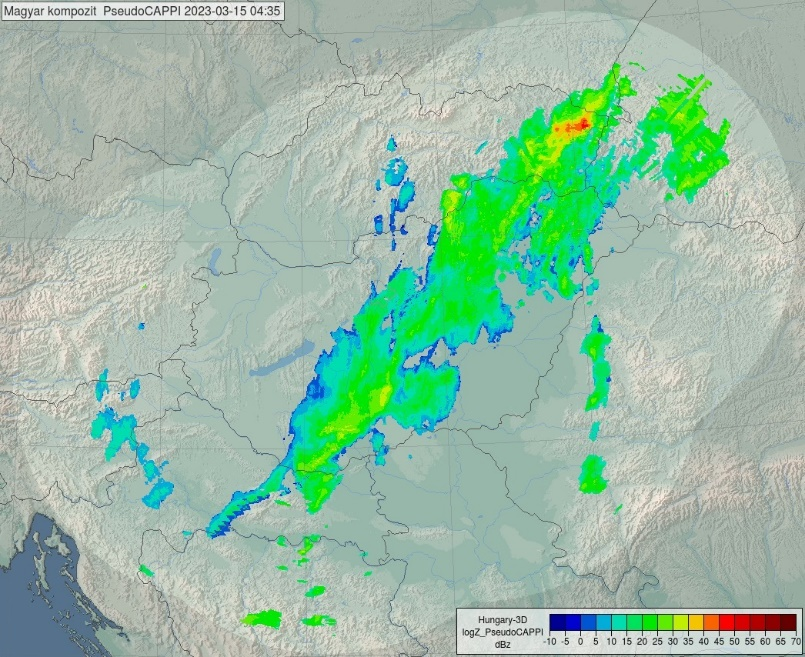 Magyar kompozit PseudoCAPPI 2023-03-15 04:35
Hungary-3D
logZ_PseudoCAPPI
dBz
-10 -5 0 5 10 15 20 25 30 35 40 45 50 55 60 65 70